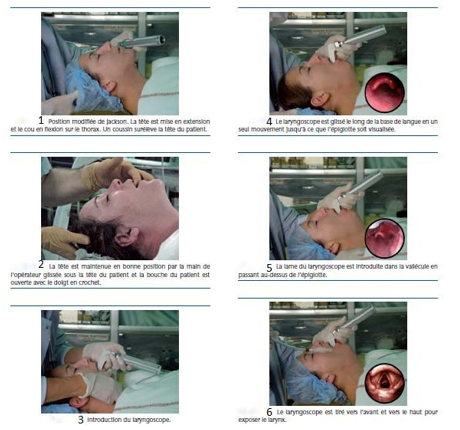 1 Position modifiée de Jackson. La tête est mise en extension
et le cou en flexion sur le thorax. Un coussin surélève la tête du patient.
2 La tête est maintenue en bonne position par la main de
l'opérateur glissée sous la tête du patient et la bouche du patient est
ouverte avec le doigt en crochet.
3 Introduction du laryngoscope.
4 Le laryngoscope est glissé le long de la base de langue en un
seul mouvement jusqu'à ce que l'épiglotte soit visualisée.
5 La lame du laryngoscope est introduite dans la vallécule en
passant au-dessus de l'épiglotte.
6 Le laryngoscope est tiré vers l'avant et vers le haut pour
exposer le larynx.